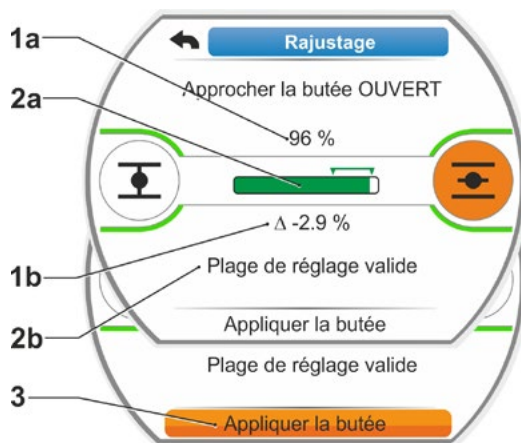 Rajustage
Approcher la butée OUVERT
1a
96 %
2a
Δ -2.9 %
1b
Plage de réglage valide
2b
Appliquer la butée
Plage de réglage valide
3
Appliquer la butée